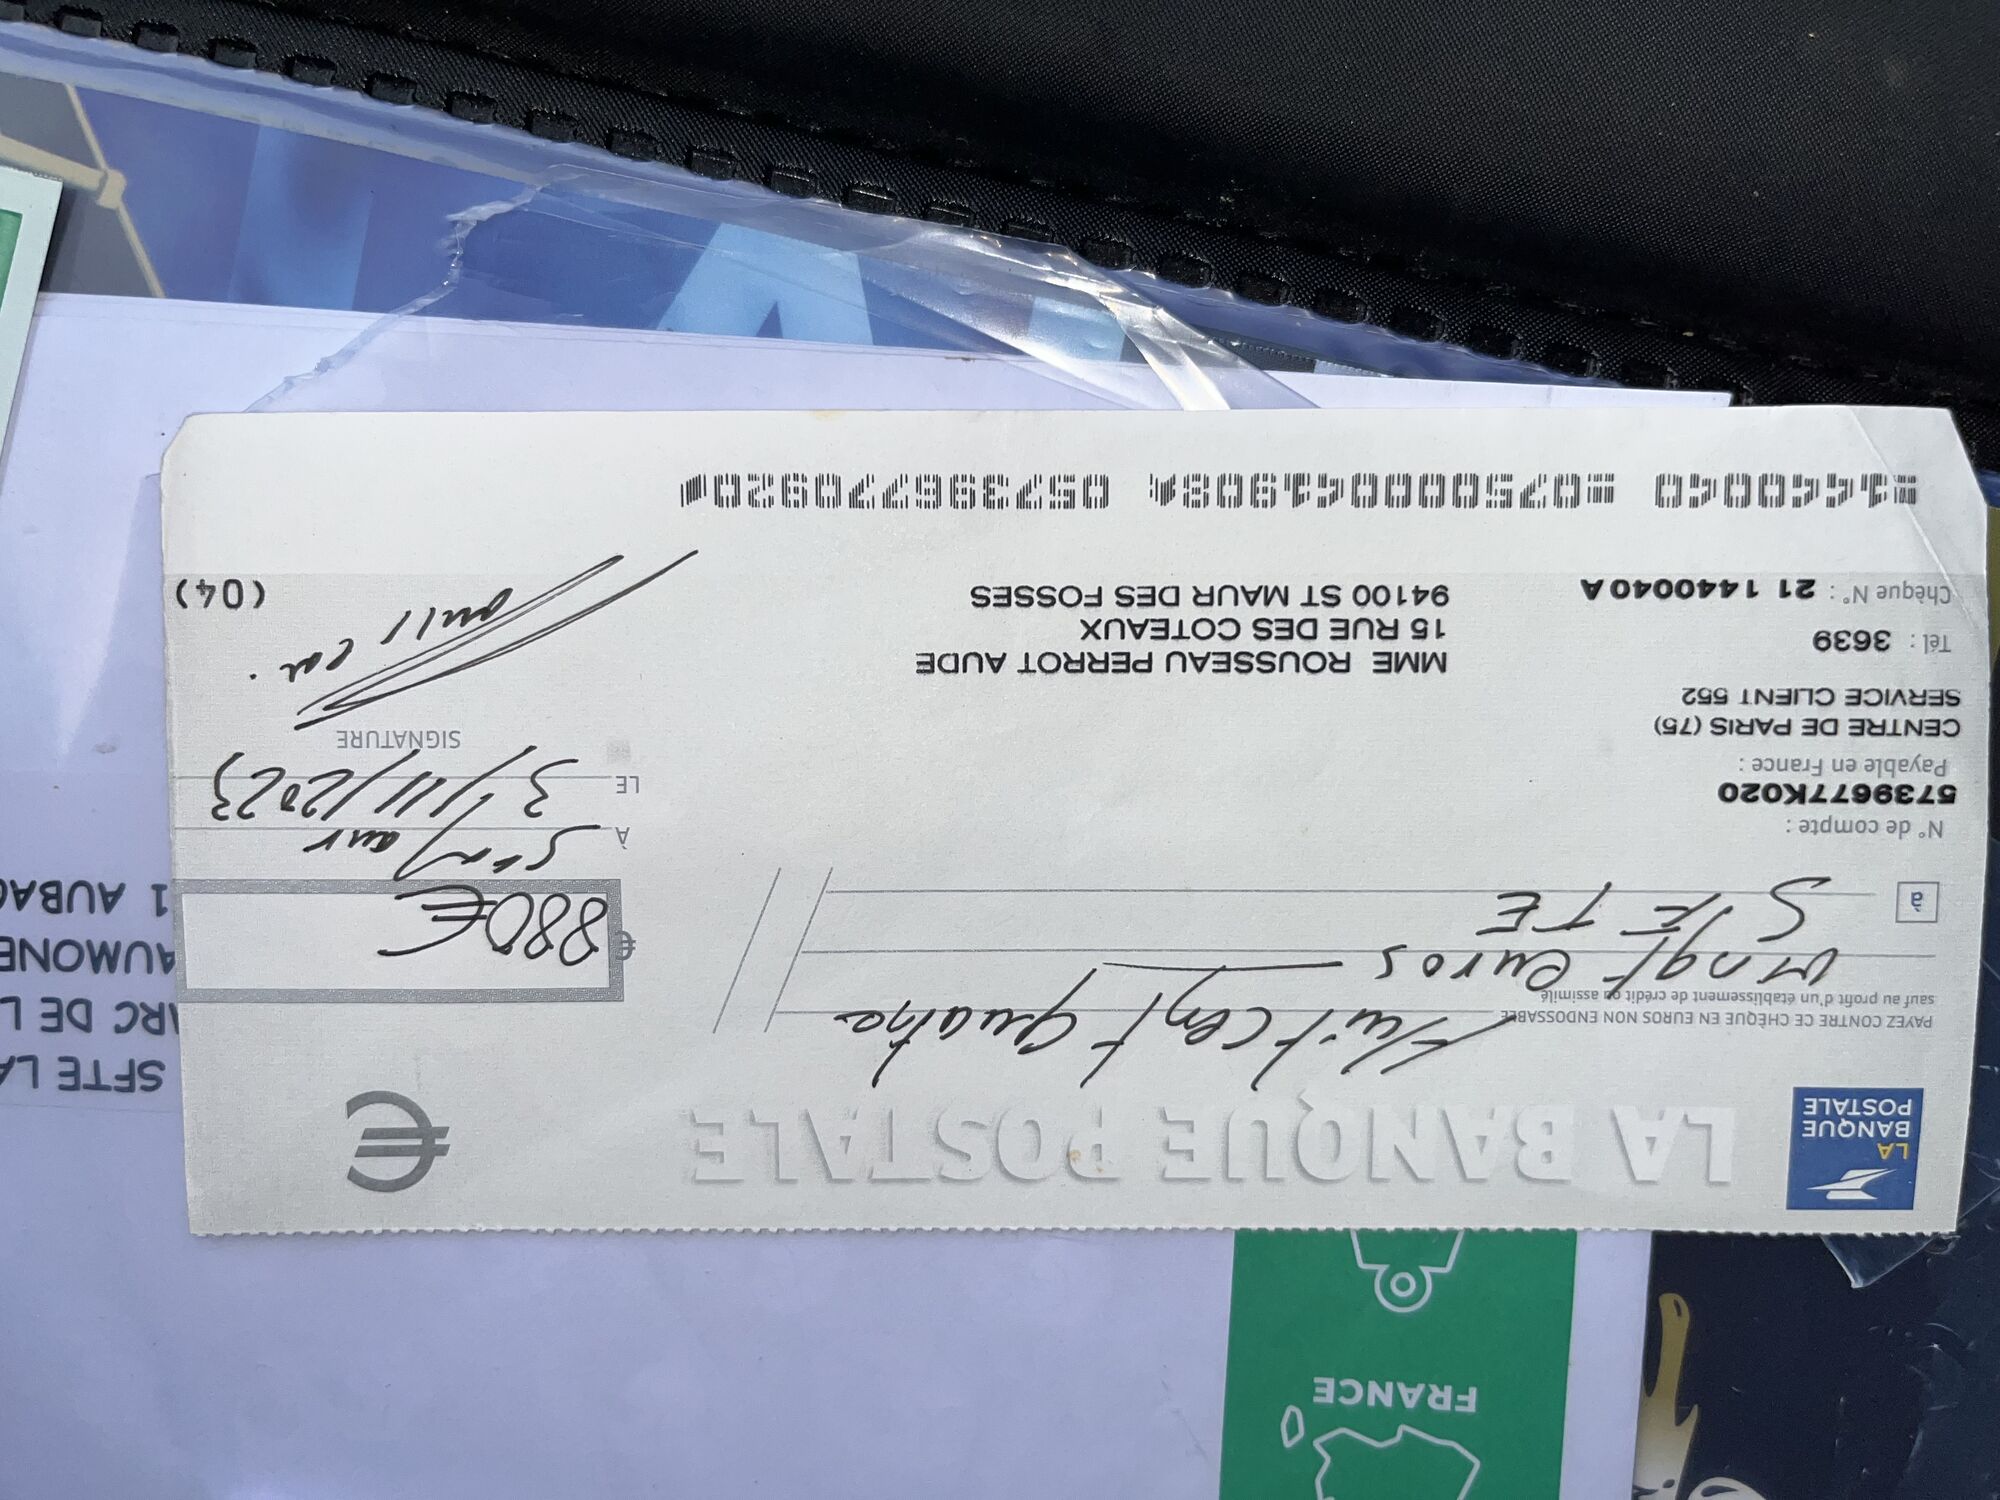 LA
BANQUE
POSTALE
LA BANQUE POSTALE
€
PAYEZ CONTRE CE CHÈQUE EN EUROS NON ENDOSSABLE
Huit cent quatre
sauf au profit d'un établissement de crédit ou assimilé
vingt euros
€
880€
à
SFETE
N° de compte :
5739677K020
Payable en France :
CENTRE DE PARIS (75)
SERVICE CLIENT 552
Tél : 3639
Chèque N° : 21 1440040A
À St Maur
LE 3/11/2023
SIGNATURE
MME ROUSSEAU PERROT AUDE
15 RUE DES COTEAUX
94100 ST MAUR DES FOSSES
(04)
1440040 075000041908 057396770920
SFTE LA
ARC DE L
AUMONE
1 AUBAG
FRANCE